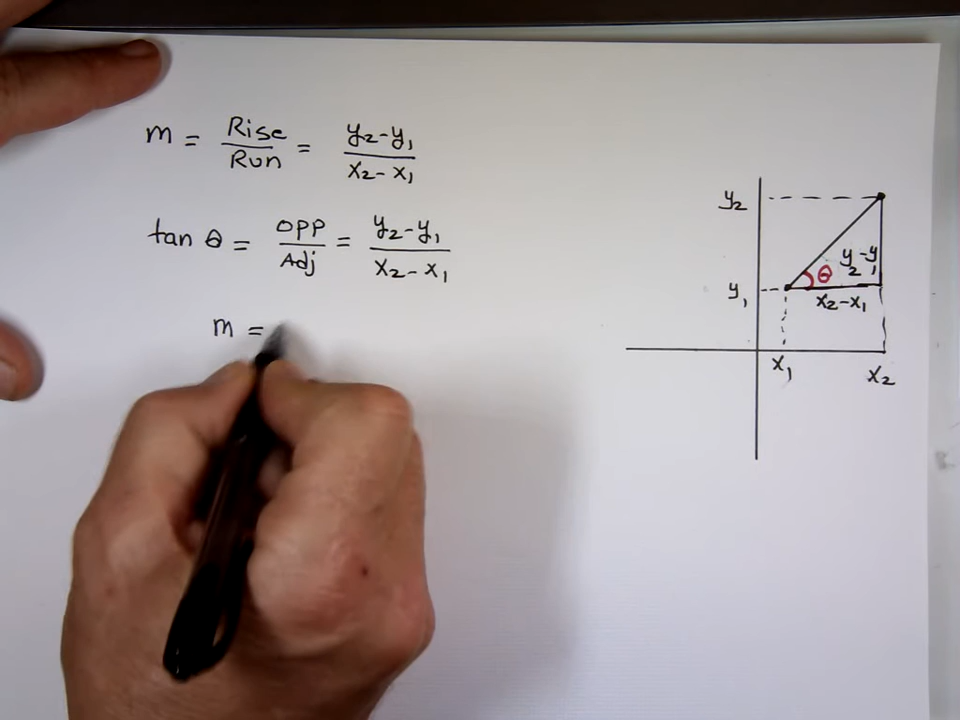 m = Rise/Run = y₂-y₁/x₂-x₁
tan θ = OPP/Adj = y₂-y₁/x₂-x₁
m =
y₂
y₁
θ
y₂-y₁
x₂-x₁
x₁
x₂